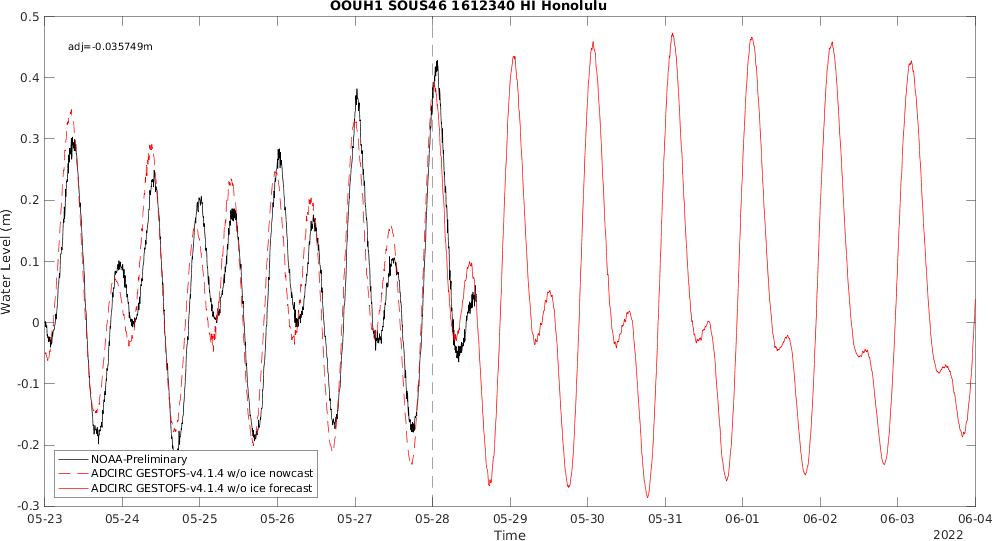 OOUH1 SOUS46 1612340 HI Honolulu
adj=-0.035749m
Water Level (m)
0.5
0.4
0.3
0.2
0.1
0
-0.1
-0.2
-0.3
NOAA-Preliminary
ADCIRC GESTOFS-v4.1.4 w/o ice nowcast
ADCIRC GESTOFS-v4.1.4 w/o ice forecast
05-23 05-24 05-25 05-26 05-27 05-28 05-29 05-30 05-31 06-01 06-02 06-03 06-04
Time
2022